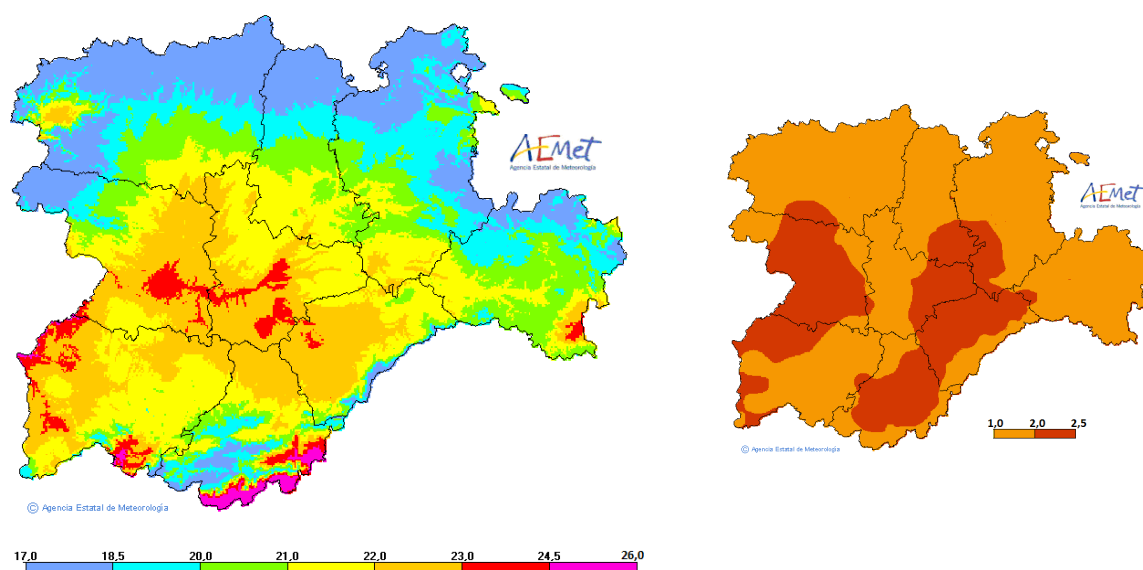 AEMet
Agencia Estatal de Meteorología
© Agencia Estatal de Meteorología
17,0 18,5 20,0 21,0 22,0 23,0 24,5 26,0
AEMet
Agencia Estatal de Meteorología
1,0 2,0 2,5
© Agencia Estatal de Meteorología